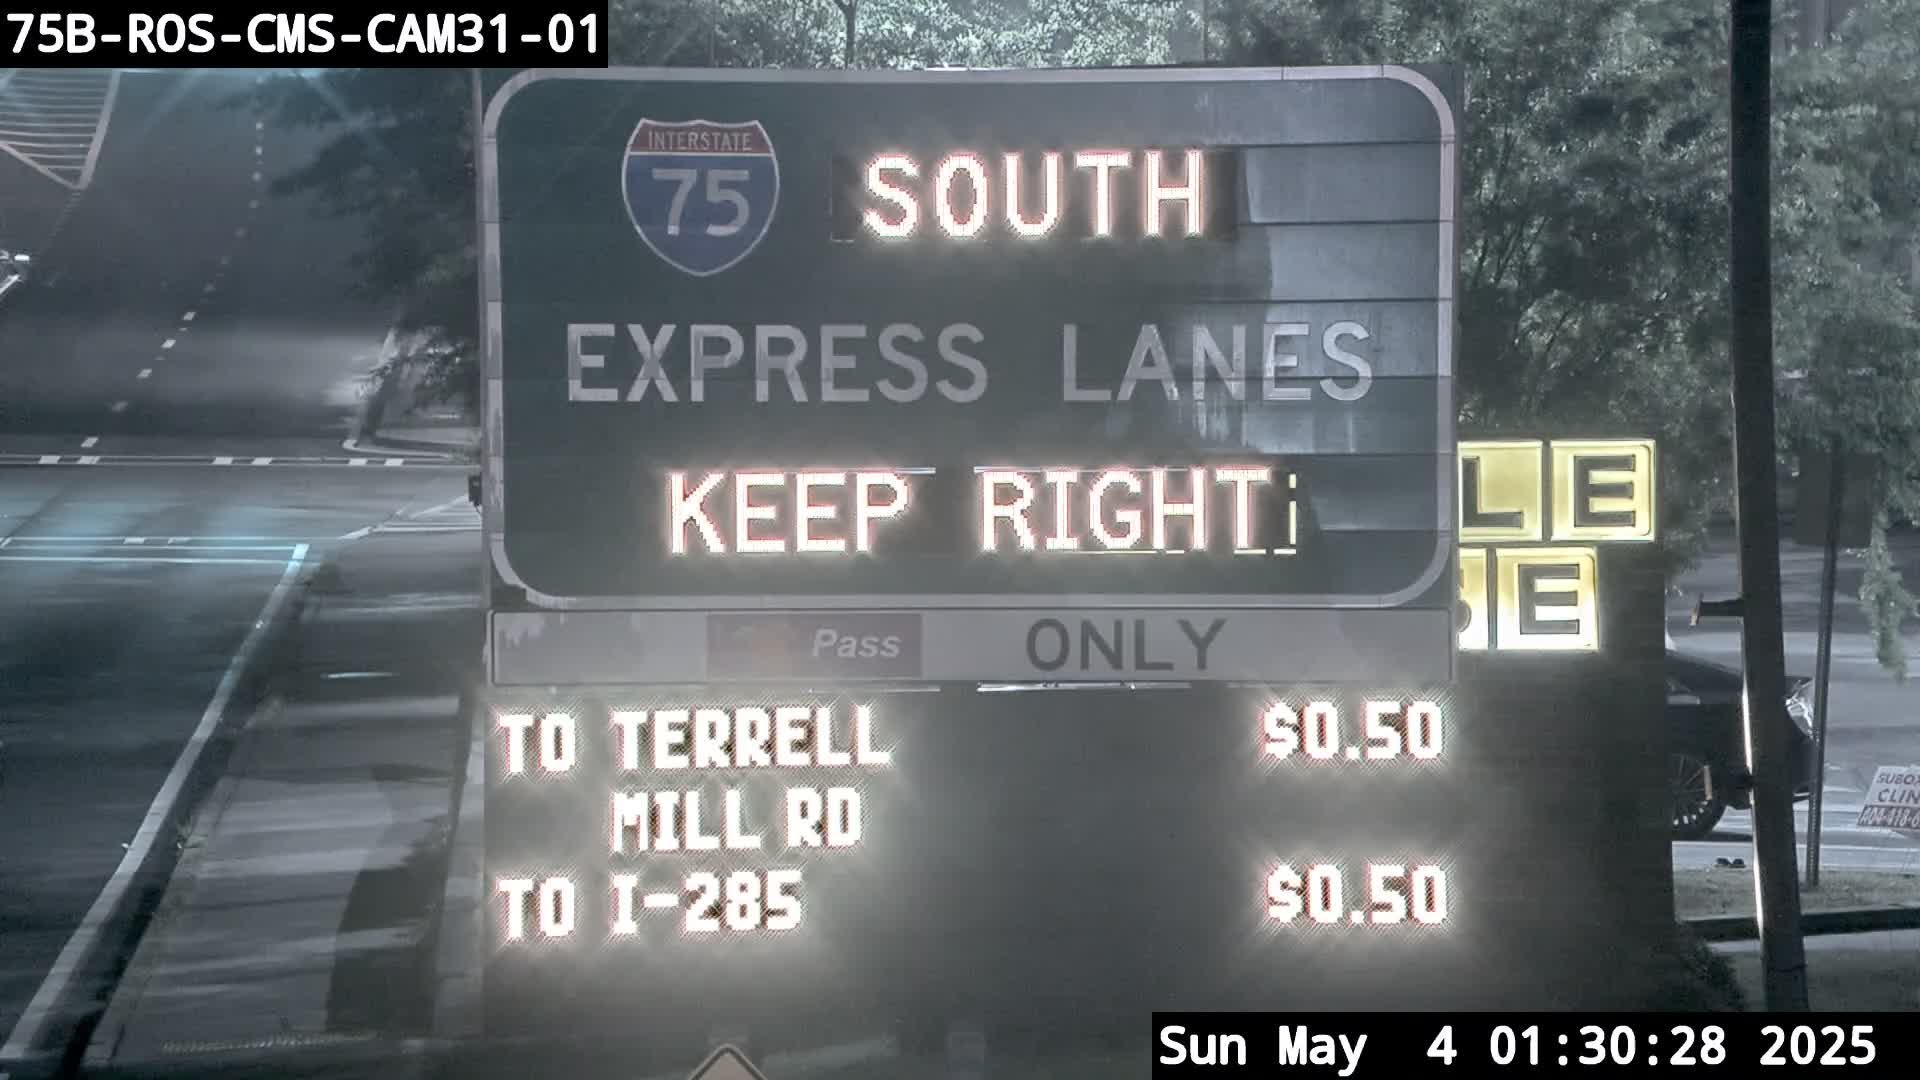 75B-ROS-CMS-CAM31-01
INTERSTATE
75
SOUTH
EXPRESS LANES
KEEP RIGHT
Pass ONLY
TO TERRELL $0.50
MILL RD
TO I-285 $0.50
LE
E
Sun May 4 01:30:28 2025